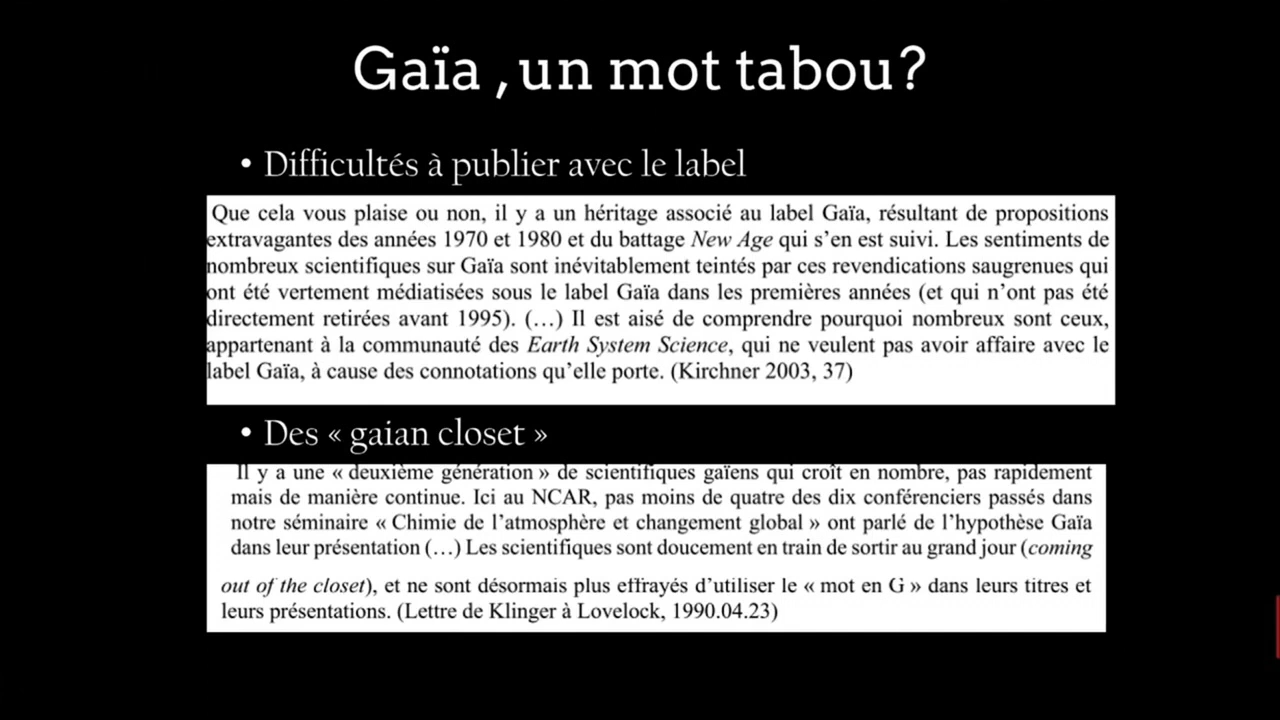 Gaïa ,un mot tabou?
• Difficultés à publier avec le label
Que cela vous plaise ou non, il y a un héritage associé au label Gaïa, résultant de propositions
extravagantes des années 1970 et 1980 et du battage New Age qui s'en est suivi. Les sentiments de
nombreux scientifiques sur Gaïa sont inévitablement teintés par ces revendications saugrenues qui
ont été vertement médiatisées sous le label Gaïa dans les premières années (et qui n'ont pas été
directement retirées avant 1995). (…) Il est aisé de comprendre pourquoi nombreux sont ceux,
appartenant à la communauté des Earth System Science, qui ne veulent pas avoir affaire avec le
label Gaïa, à cause des connotations qu'elle porte. (Kirchner 2003, 37)
• Des « gaian closet »
Il y a une « deuxième génération » de scientifiques gaïens qui croît en nombre, pas rapidement
mais de manière continue. Ici au NCAR, pas moins de quatre des dix conférenciers passés dans
notre séminaire « Chimie de l'atmosphère et changement global » ont parlé de l'hypothèse Gaïa
dans leur présentation (…) Les scientifiques sont doucement en train de sortir au grand jour (coming
out of the closet), et ne sont désormais plus effrayés d'utiliser le « mot en G » dans leurs titres et
leurs présentations. (Lettre de Klinger à Lovelock, 1990.04.23)